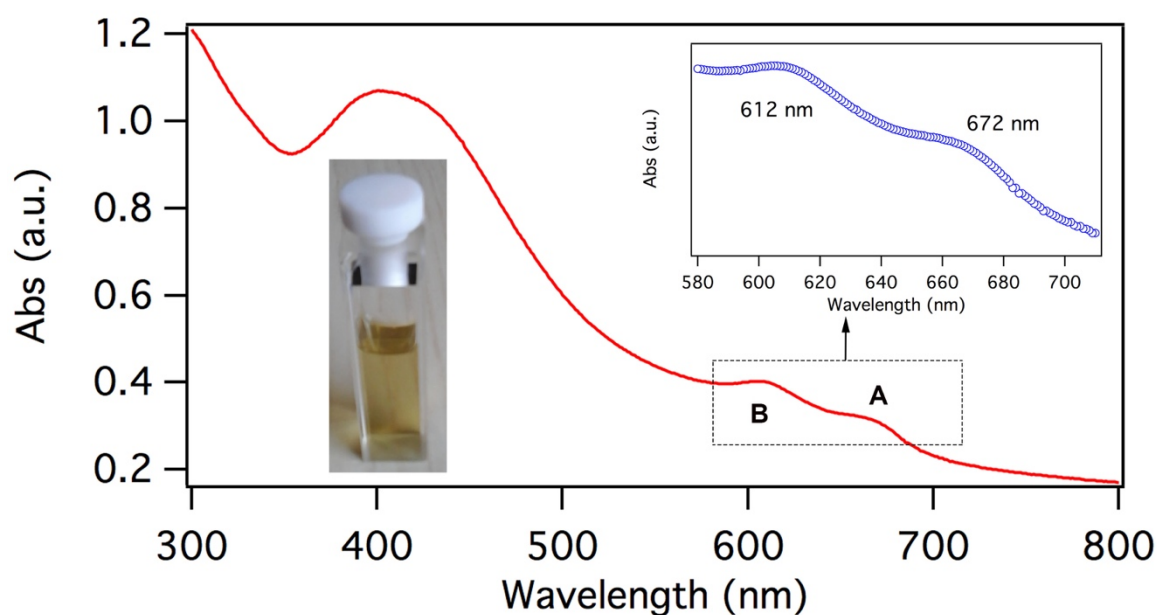 1.2
1.0
0.8
0.6
0.4
0.2
Abs (a.u.)
300 400 500 600 700 800
Wavelength (nm)
B
A
612 nm
672 nm
Abs (a.u.)
580 600 620 640 660 680 700
Wavelength (nm)